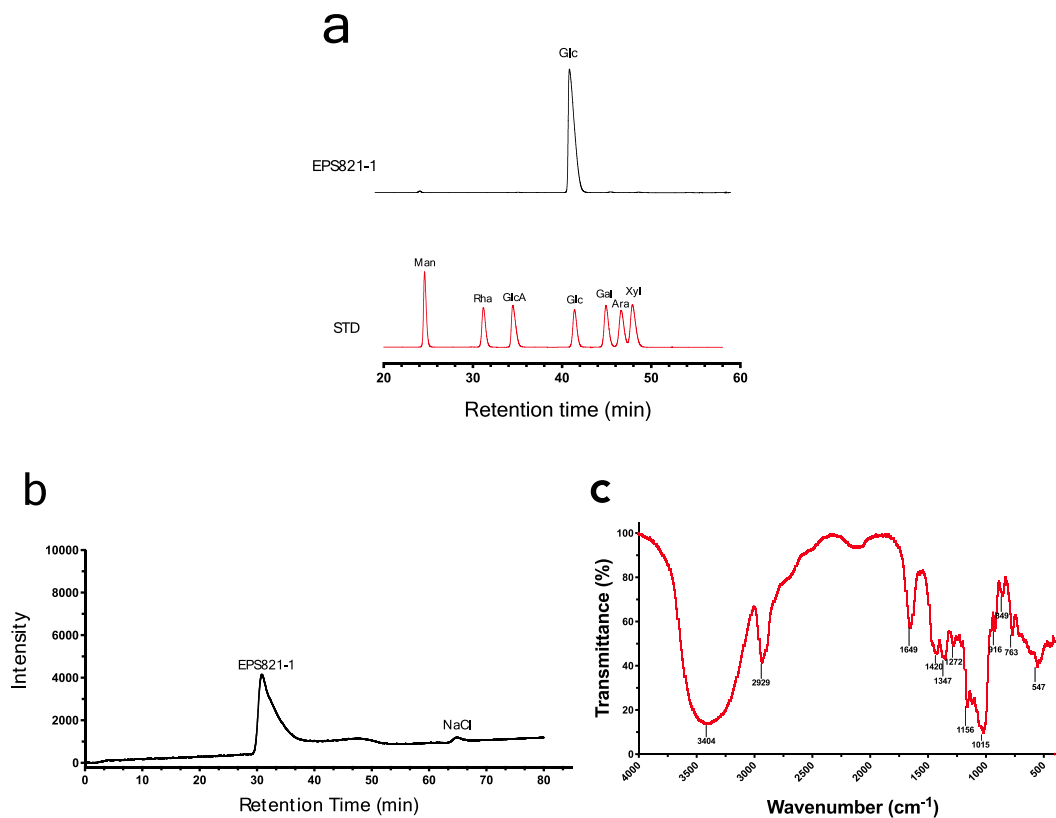 a
Glc
EPS821-1
Man
Rha
GlcA
Glc
Gal
Ara
Xyl
STD
20 30 40 50 60
Retention time (min)
b
10000
8000
6000
4000
2000
0
Intensity
EPS821-1
NaCl
0 10 20 30 40 50 60 70 80
Retention Time (min)
c
100
80
60
40
20
0
Transmittance (%)
3404
2929
1649
1420
1347
1272
1156
1015
916
849
763
547
4000 3500 3000 2500 2000 1500 1000 500
Wavenumber (cm⁻¹)